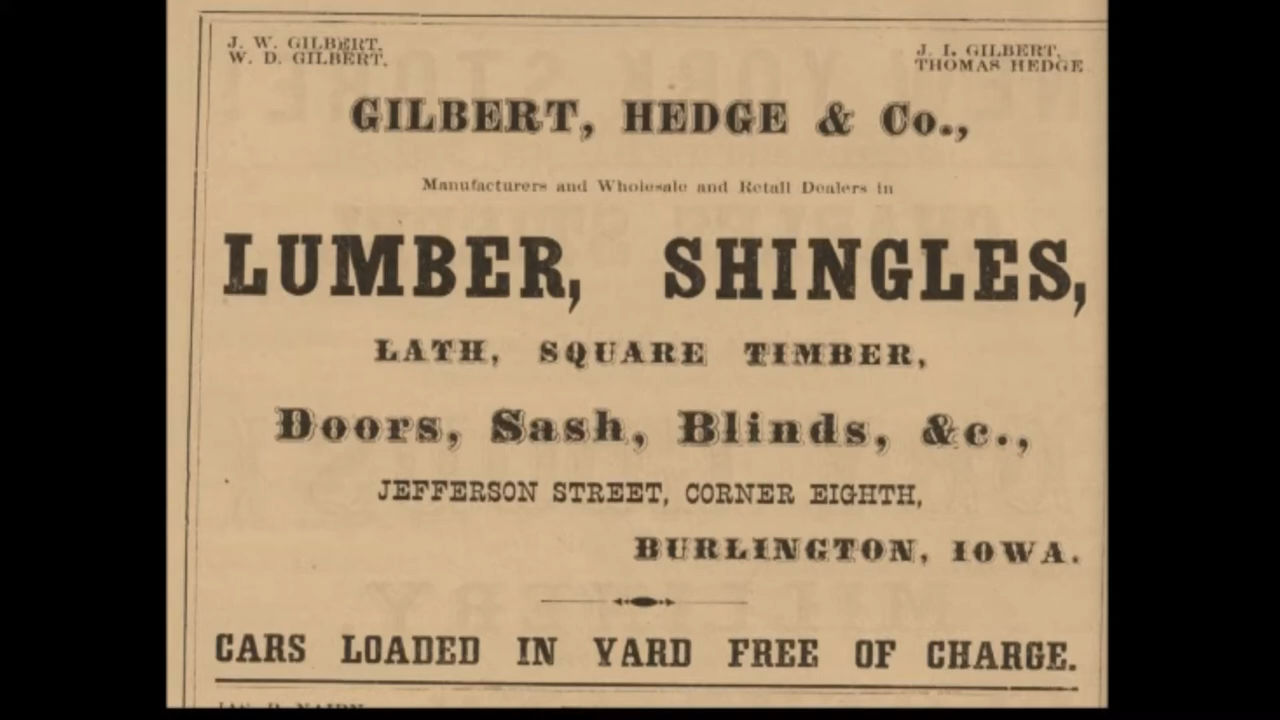 J. W. GILBERT.
W. D. GILBERT.
J. I. GILBERT,
THOMAS HEDGE
GILBERT, HEDGE & Co.,
Manufacturers and Wholesale and Retail Dealers in
LUMBER, SHINGLES,
LATH, SQUARE TIMBER,
Doors, Sash, Blinds, &c.,
JEFFERSON STREET, CORNER EIGHTH,
BURLINGTON, IOWA.
CARS LOADED IN YARD FREE OF CHARGE.